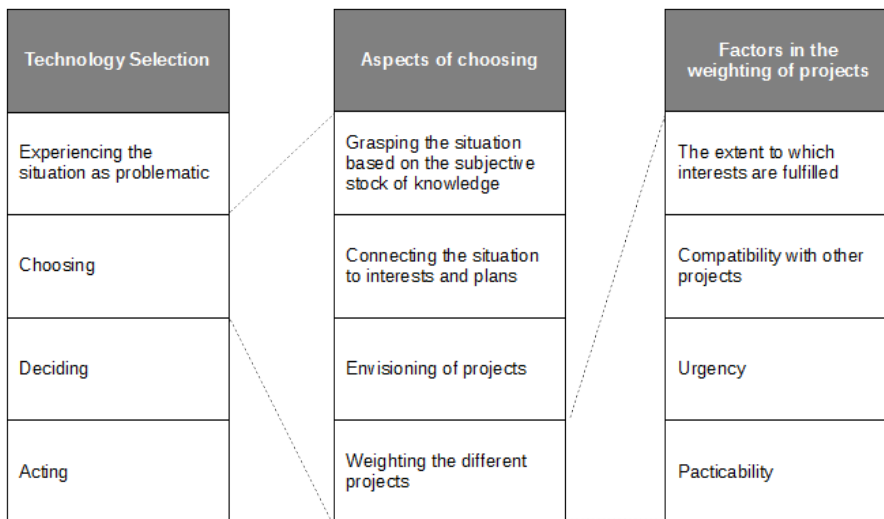 Technology Selection
Experiencing the
situation as problematic
Choosing
Deciding
Acting
Aspects of choosing
Grasping the situation
based on the subjective
stock of knowledge
Connecting the situation
to interests and plans
Envisioning of projects
Weighting the different
projects
Factors in the
weighting of projects
The extent to which
interests are fulfilled
Compatibility with other
projects
Urgency
Pacticability